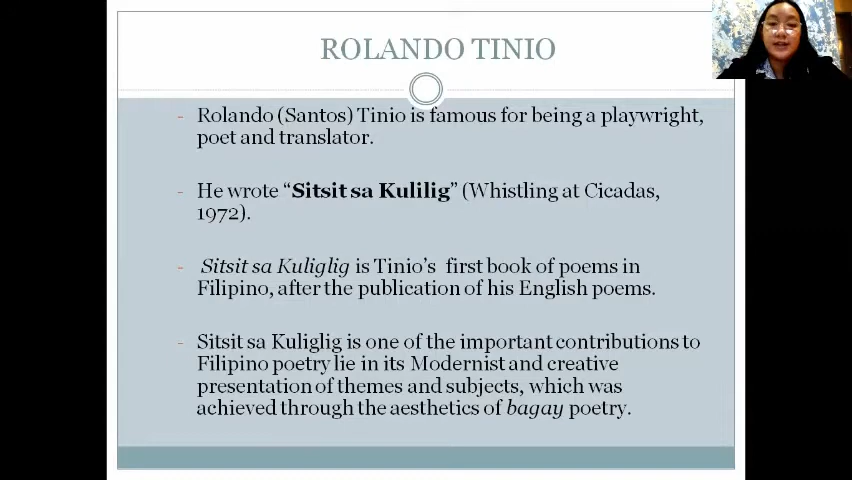 ROLANDO TINIO
- Rolando (Santos) Tinio is famous for being a playwright,
poet and translator.
- He wrote “Sitsit sa Kulilig” (Whistling at Cicadas,
1972).
- Sitsit sa Kuliglig is Tinio’s first book of poems in
Filipino, after the publication of his English poems.
- Sitsit sa Kuliglig is one of the important contributions to
Filipino poetry lie in its Modernist and creative
presentation of themes and subjects, which was
achieved through the aesthetics of bagay poetry.